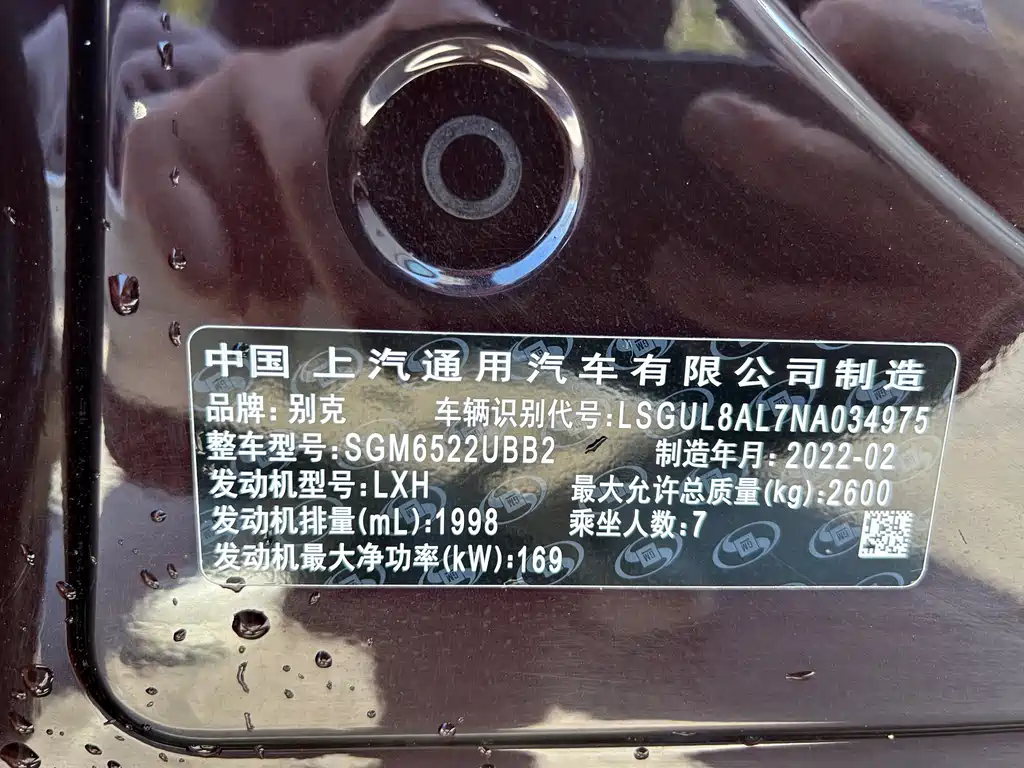 中国 上汽通用汽车有限公司制造
品牌: 别克 车辆识别代号:LSGUL8AL7NA034975
整车型号:SGM6522UBB2 制造年月: 2022-02
发动机型号:LXH 最大允许总质量(kg):2600
发动机排量(mL):1998 乘坐人数:7
发动机最大净功率(kW):169